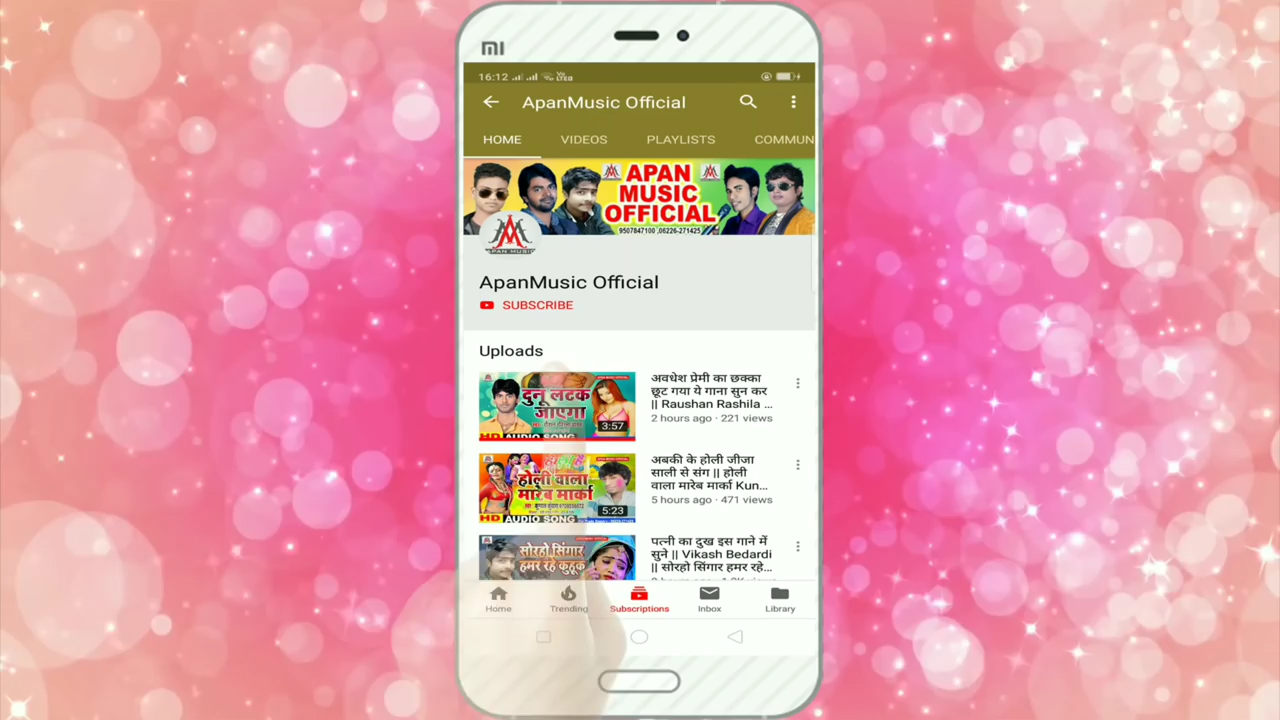 mi
16:12
ApanMusic Official
HOME VIDEOS PLAYLISTS COMMUN
APAN
MUSIC
OFFICIAL
9507847100 ,06226-271425
APAN MUSIC
ApanMusic Official
SUBSCRIBE
Uploads
दुनू लटक
जाएगा
3:57
HD AUDIO SONG
अवधेश प्रेमी का छक्का
छूट गया ये गाना सुन कर
|| Raushan Rashila ...
2 hours ago · 221 views
होली वाला
मारेब मार्का
5:23
HD AUDIO SONG
अबकी के होली जीजा
साली से संग || होली
वाला मारेब मार्का Kun...
5 hours ago · 471 views
सोरहो सिंगार
हमर रहे कुहूक
पत्नी का दुख इस गाने में
सुने || Vikash Bedardi
|| सोरहो सिंगार हमर रहे...
Home Trending Subscriptions Inbox Library